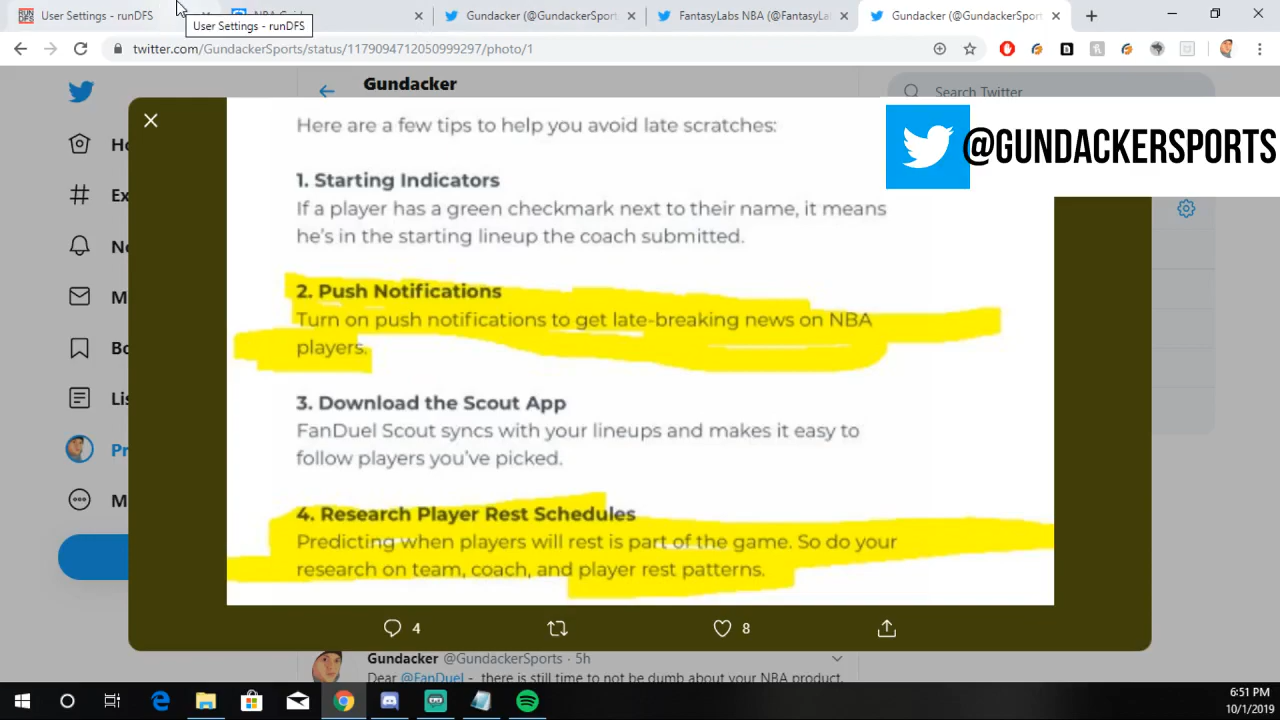 User Settings - runDFS
Gundacker (@GundackerSport
FantasyLabs NBA (@FantasyLa
Gundacker (@GundackerSport
User Settings - runDFS
twitter.com/GundackerSports/status/1179094712050999297/photo/1
Gundacker
Search Twitter
@GUNDACKERSPORTS
Here are a few tips to help you avoid late scratches:
1. Starting Indicators
If a player has a green checkmark next to their name, it means
he's in the starting lineup the coach submitted.
2. Push Notifications
Turn on push notifications to get late-breaking news on NBA
players.
3. Download the Scout App
FanDuel Scout syncs with your lineups and makes it easy to
follow players you've picked.
4. Research Player Rest Schedules
Predicting when players will rest is part of the game. So do your
research on team, coach, and player rest patterns.
Ho
Ex
No
M
Bo
Lis
Pr
M
4
8
Gundacker @GundackerSports · 5h
Dear @FanDuel - there is still time to not be dumb about your NBA product.
6:51 PM
10/1/2019